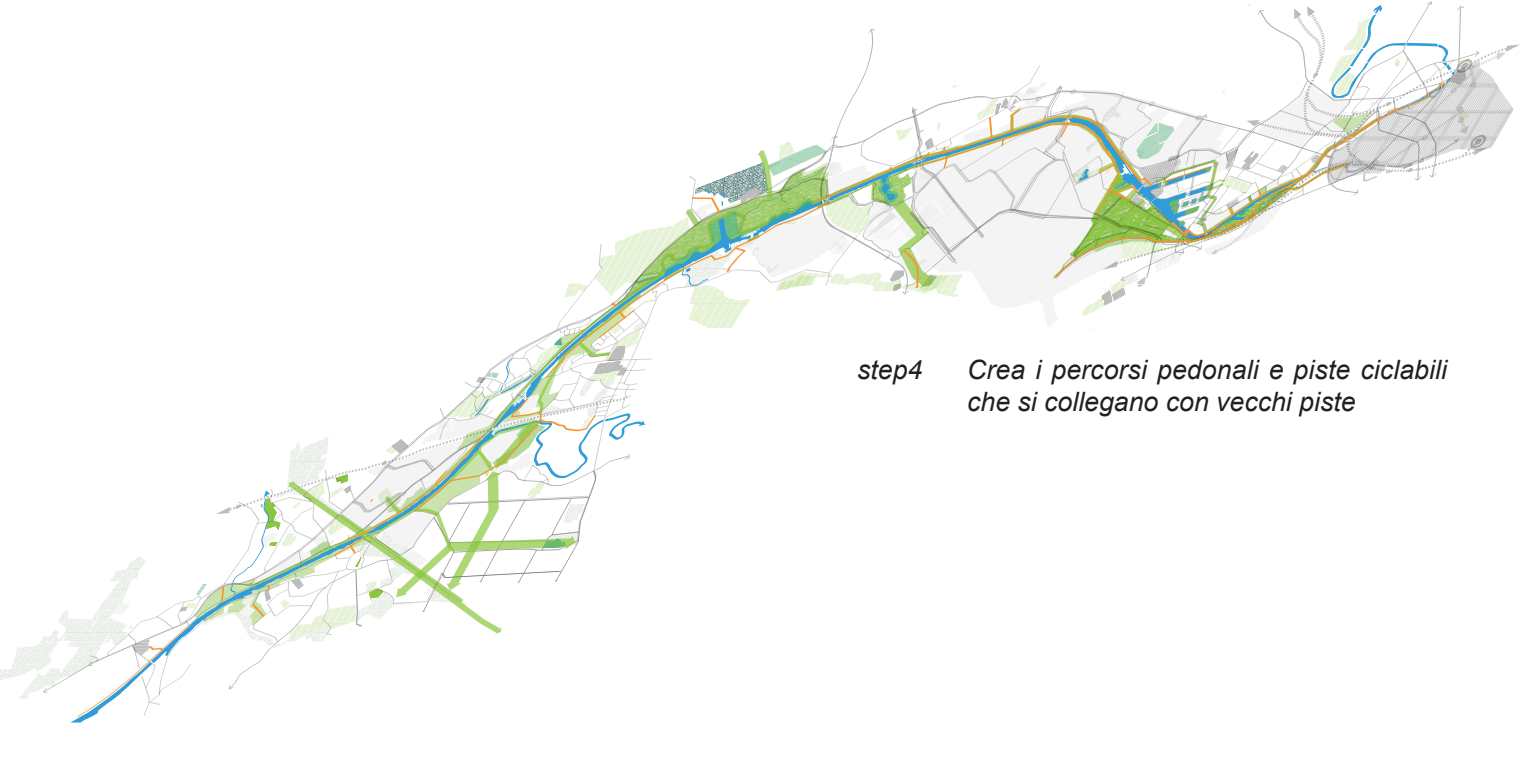 step4 Crea i percorsi pedonali e piste ciclabili
che si collegano con vecchi piste